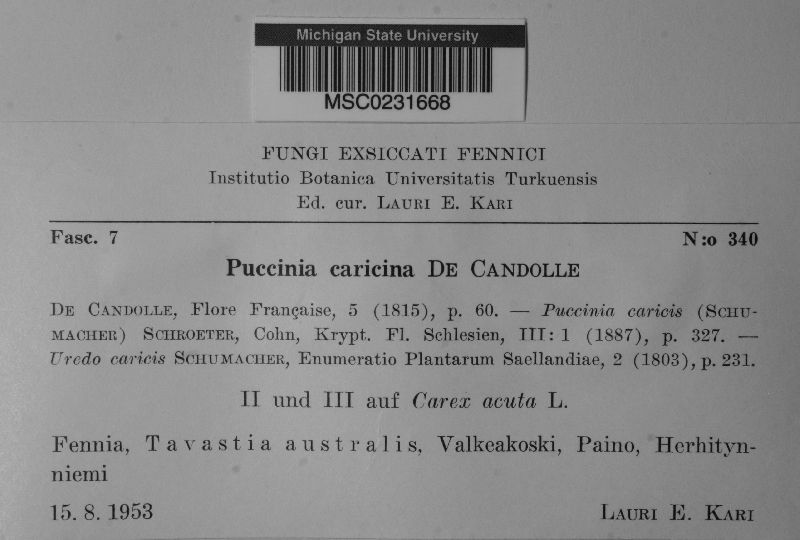 Michigan State University
MSC0231668
FUNGI EXSICCATI FENNICI
Institutio Botanica Universitatis Turkuensis
Ed. cur. LAURI E. KARI
Fasc. 7 N:o 340
Puccinia caricina DE CANDOLLE
DE CANDOLLE, Flore Française, 5 (1815), p. 60. — Puccinia caricis (SCHU-
MACHER) SCHROETER, Cohn, Krypt. Fl. Schlesien, III: 1 (1887), p. 327. —
Uredo caricis SCHUMACHER, Enumeratio Plantarum Saellandiae, 2 (1803), p. 231.
II und III auf Carex acuta L.
Fennia, Tavastia australis, Valkeakoski, Paino, Herhityn-
niemi
15. 8. 1953 LAURI E. KARI